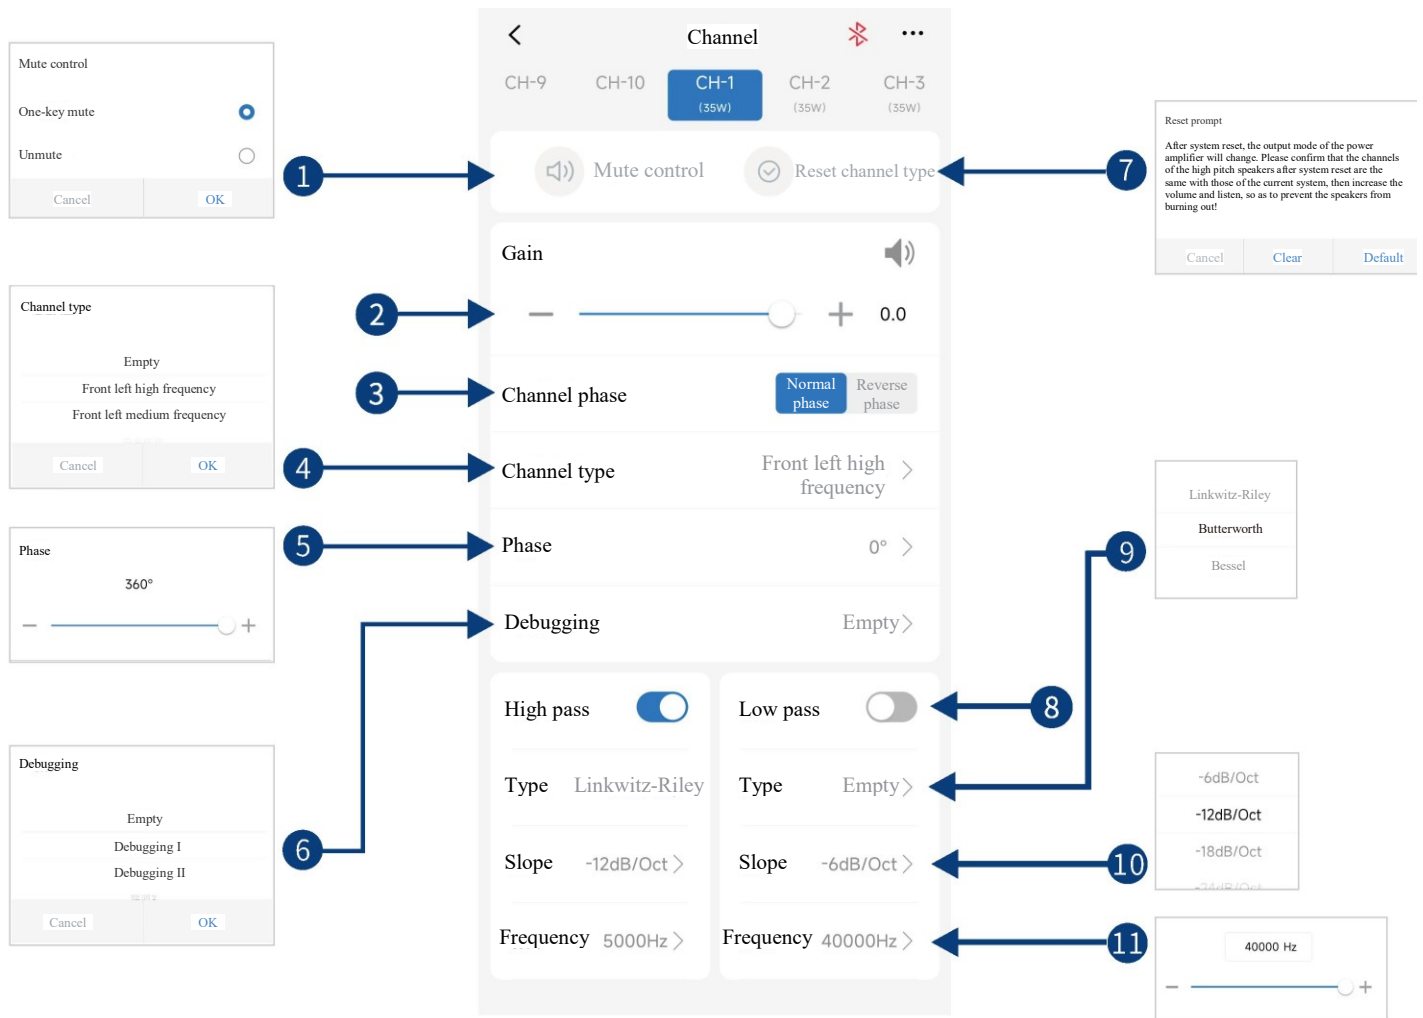 Mute control
One-key mute
Unmute
Cancel OK
1
Channel type
Empty
Front left high frequency
Front left medium frequency
Cancel OK
Phase
360°
Debugging
Empty
Debugging I
Debugging II
Cancel OK
2
3
4
5
6
Channel
CH-9 CH-10 CH-1 CH-2 CH-3
(35W) (35W) (35W)
Mute control Reset channel type
Gain
0.0
Channel phase
Normal phase
Reverse phase
Channel type
Front left high
frequency
Phase 0°
Debugging Empty
High pass
Type Linkwitz-Riley
Slope -12dB/Oct
Frequency 5000Hz
Low pass
Type Empty
Slope -6dB/Oct
Frequency 40000Hz
7
8
9
10
11
Reset prompt
After system reset, the output mode of the power
amplifier will change. Please confirm that the channels
of the high pitch speakers after system reset are the
same with those of the current system, then increase the
volume and listen, so as to prevent the speakers from
burning out!
Cancel Clear Default
Linkwitz-Riley
Butterworth
Bessel
-6dB/Oct
-12dB/Oct
-18dB/Oct
-24dB/Oct
40000 Hz